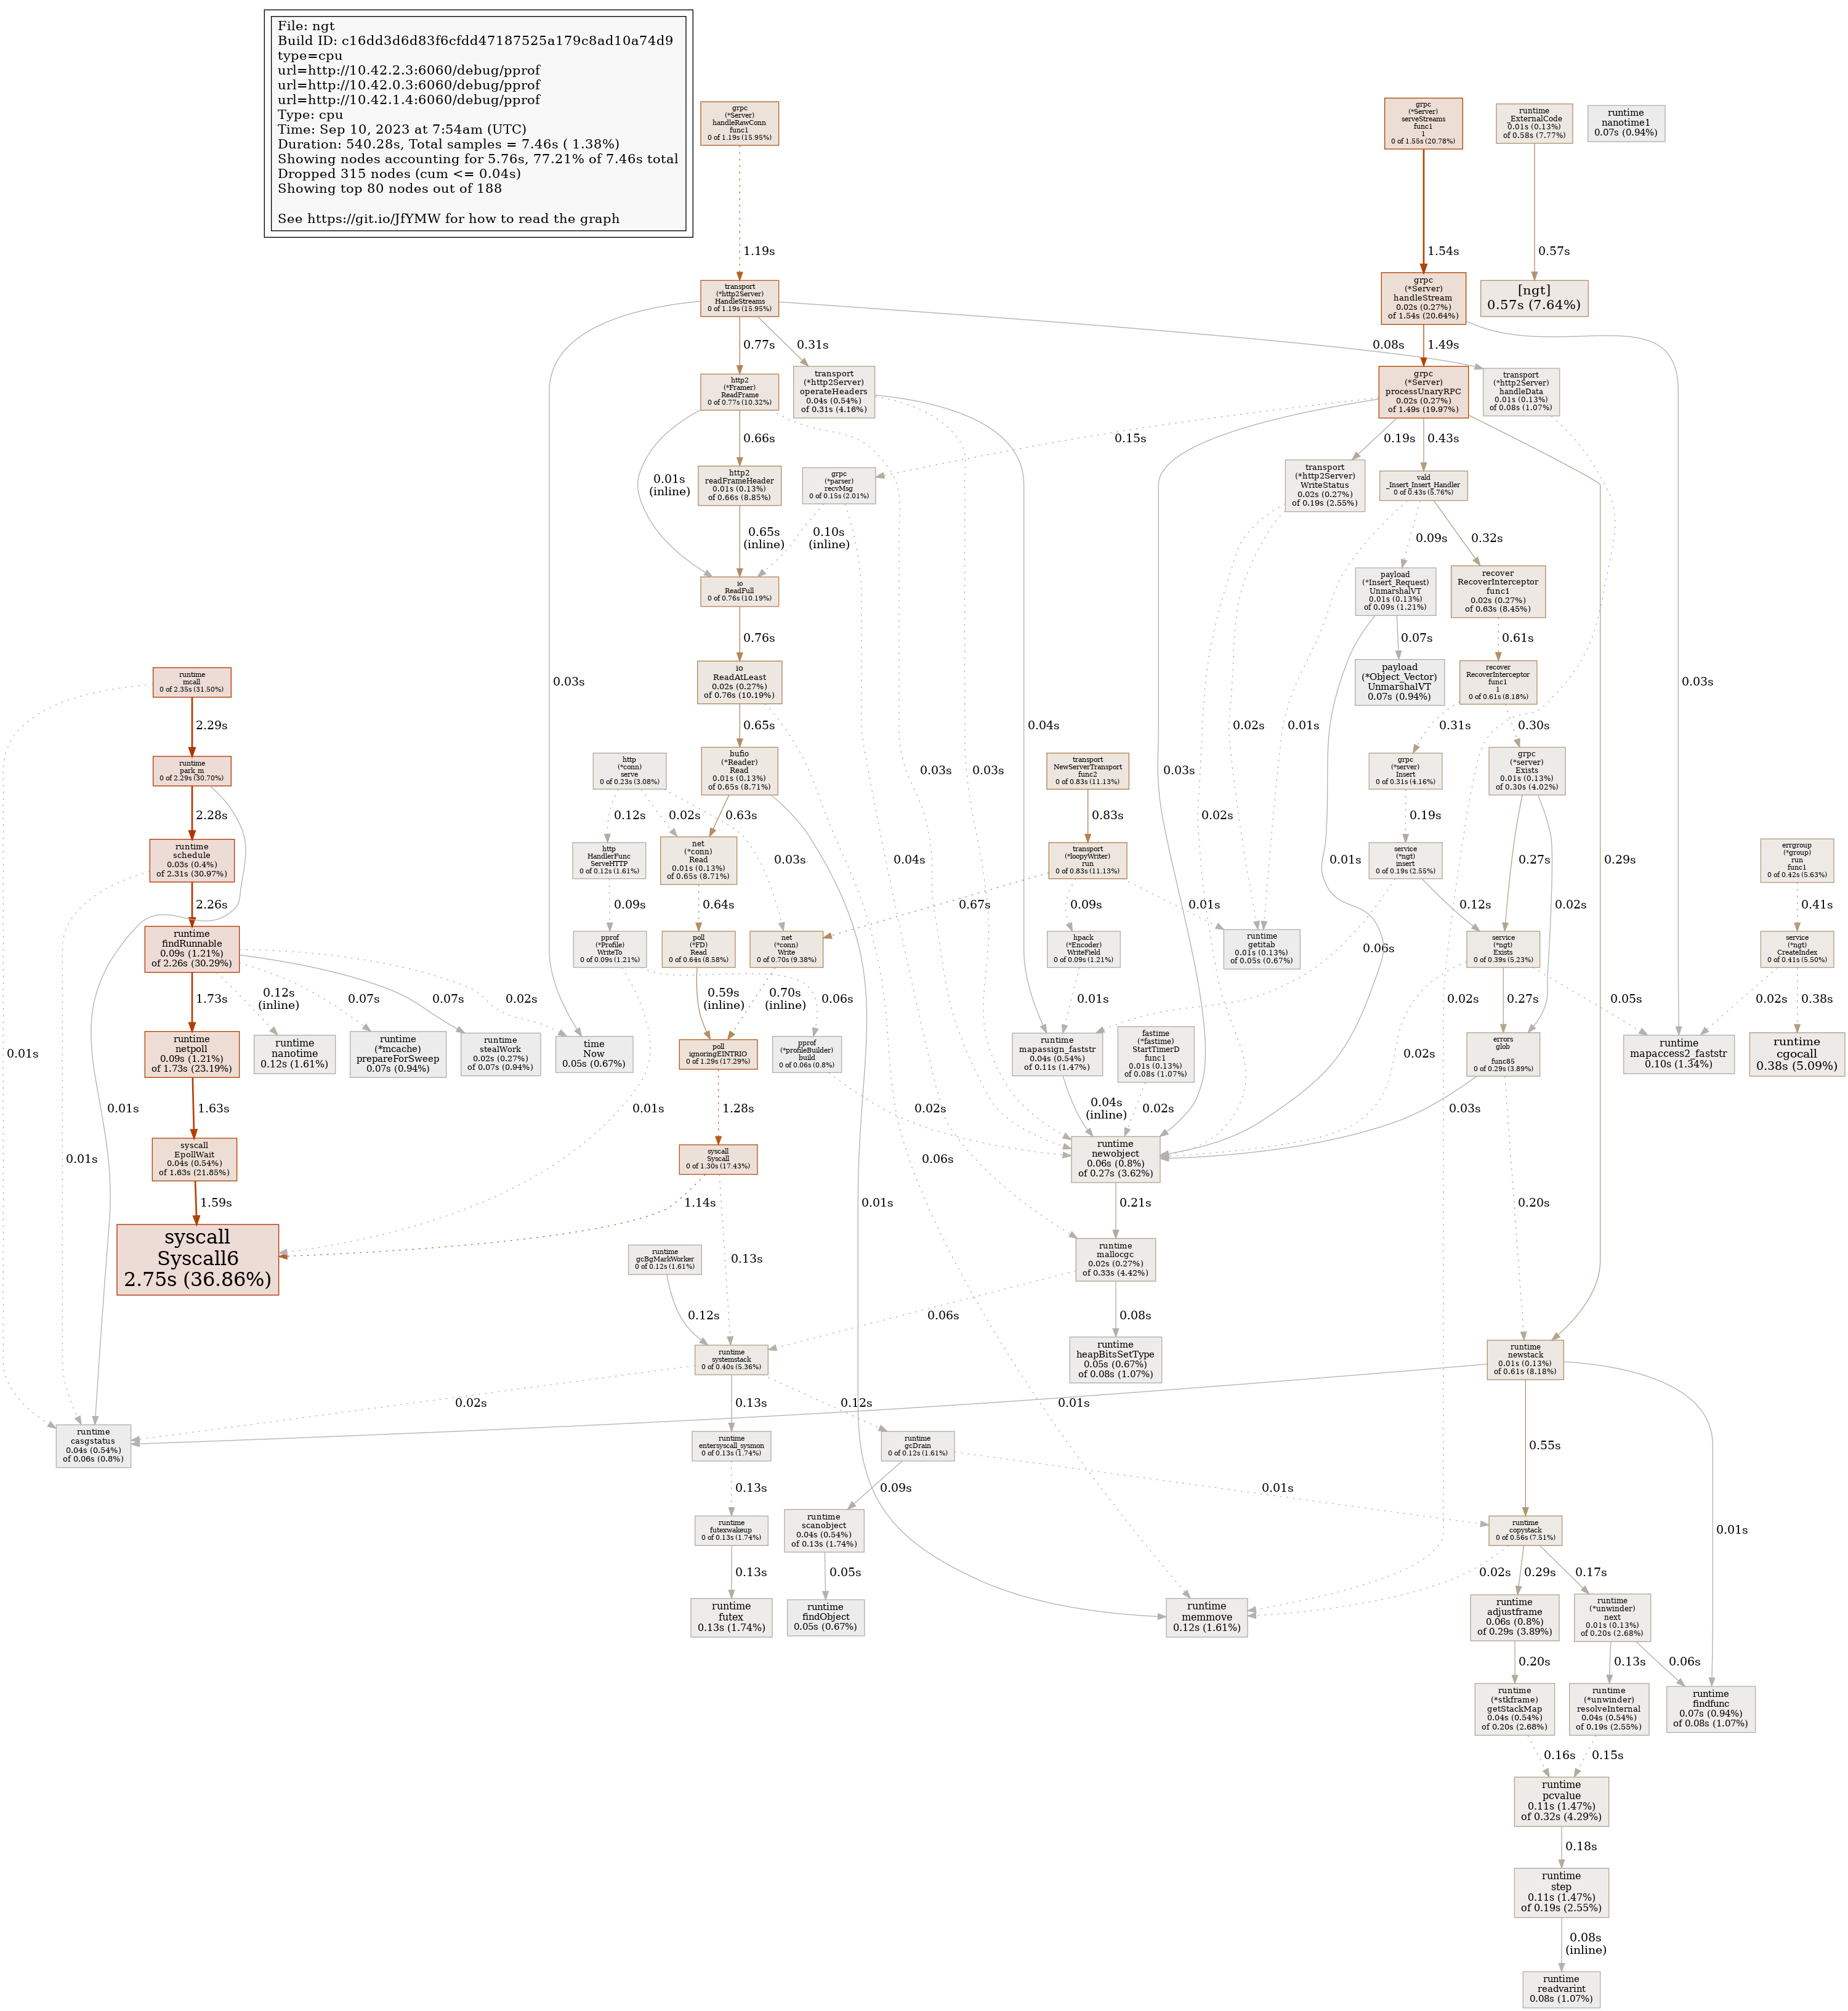 File: ngt
Build ID: c16dd3d6d83f6cfdd47187525a179c8ad10a74d9
type=cpu
url=http://10.42.2.3:6060/debug/pprof
url=http://10.42.0.3:6060/debug/pprof
url=http://10.42.1.4:6060/debug/pprof
Type: cpu
Time: Sep 10, 2023 at 7:54am (UTC)
Duration: 540.28s, Total samples = 7.46s ( 1.38%)
Showing nodes accounting for 5.76s, 77.21% of 7.46s total
Dropped 315 nodes (cum <= 0.04s)
Showing top 80 nodes out of 188
See https://git.io/JfYMW for how to read the graph
grpc
(*Server)
handleRawConn
func1
0 of 1.19s (15.95%)
grpc
(*Server)
serveStreams
func1
1
0 of 1.55s (20.78%)
runtime
_ExternalCode
0.01s (0.13%)
of 0.58s (7.77%)
runtime
nanotime1
0.07s (0.94%)
1.19s
1.54s
0.57s
transport
(*http2Server)
HandleStreams
0 of 1.19s (15.95%)
grpc
(*Server)
handleStream
0.02s (0.27%)
of 1.54s (20.64%)
[ngt]
0.57s (7.64%)
0.77s
0.31s
0.08s
1.49s
http2
(*Framer)
ReadFrame
0 of 0.77s (10.32%)
transport
(*http2Server)
operateHeaders
0.04s (0.54%)
of 0.31s (4.16%)
grpc
(*Server)
processUnaryRPC
0.02s (0.27%)
of 1.49s (19.97%)
transport
(*http2Server)
handleData
0.01s (0.13%)
of 0.08s (1.07%)
0.66s
0.15s
0.19s
0.43s
0.01s
(inline)
http2
readFrameHeader
0.01s (0.13%)
of 0.66s (8.85%)
grpc
(*parser)
recvMsg
0 of 0.15s (2.01%)
transport
(*http2Server)
WriteStatus
0.02s (0.27%)
of 0.19s (2.55%)
vald
_Insert_Insert_Handler
0 of 0.43s (5.76%)
0.65s
(inline)
0.10s
(inline)
0.09s
0.32s
io
ReadFull
0 of 0.76s (10.19%)
payload
(*Insert_Request)
UnmarshalVT
0.01s (0.13%)
of 0.09s (1.21%)
recover
RecoverInterceptor
func1
0.02s (0.27%)
of 0.63s (8.45%)
0.76s
0.07s
0.61s
runtime
mcall
0 of 2.35s (31.50%)
0.03s
io
ReadAtLeast
0.02s (0.27%)
of 0.76s (10.19%)
payload
(*Object_Vector)
UnmarshalVT
0.07s (0.94%)
recover
RecoverInterceptor
func1
1
0 of 0.61s (8.18%)
0.03s
2.29s
0.65s
0.04s
0.02s
0.01s
0.31s
0.30s
runtime
park_m
0 of 2.29s (30.70%)
http
(*conn)
serve
0 of 0.23s (3.08%)
bufio
(*Reader)
Read
0.01s (0.13%)
of 0.65s (8.71%)
0.03s
0.03s
transport
NewServerTransport
func2
0 of 0.83s (11.13%)
0.03s
grpc
(*server)
Insert
0 of 0.31s (4.16%)
grpc
(*server)
Exists
0.01s (0.13%)
of 0.30s (4.02%)
2.28s
0.12s
0.02s
0.63s
0.83s
0.02s
0.19s
runtime
schedule
0.03s (0.4%)
of 2.31s (30.97%)
http
HandlerFunc
ServeHTTP
0 of 0.12s (1.61%)
net
(*conn)
Read
0.01s (0.13%)
of 0.65s (8.71%)
0.03s
0.04s
transport
(*loopyWriter)
run
0 of 0.83s (11.13%)
0.01s
service
(*ngt)
insert
0 of 0.19s (2.55%)
0.27s
0.29s
errgroup
(*group)
run
func1
0 of 0.42s (5.63%)
2.26s
0.09s
0.64s
0.67s
0.09s
0.01s
0.12s
0.02s
0.41s
runtime
findRunnable
0.09s (1.21%)
of 2.26s (30.29%)
pprof
(*Profile)
WriteTo
0 of 0.09s (1.21%)
poll
(*FD)
Read
0 of 0.64s (8.58%)
net
(*conn)
Write
0 of 0.70s (9.38%)
hpack
(*Encoder)
WriteField
0 of 0.09s (1.21%)
runtime
getitab
0.01s (0.13%)
of 0.05s (0.67%)
0.06s
service
(*ngt)
Exists
0 of 0.39s (5.23%)
service
(*ngt)
CreateIndex
0 of 0.41s (5.50%)
1.73s
0.12s
(inline)
0.07s
0.07s
0.02s
0.59s
(inline)
0.70s
(inline)
0.06s
0.01s
0.02s
0.27s
0.05s
0.02s
0.38s
0.01s
runtime
netpoll
0.09s (1.21%)
of 1.73s (23.19%)
runtime
nanotime
0.12s (1.61%)
runtime
(*mcache)
prepareForSweep
0.07s (0.94%)
runtime
stealWork
0.02s (0.27%)
of 0.07s (0.94%)
time
Now
0.05s (0.67%)
poll
ignoringEINTRIO
0 of 1.29s (17.29%)
pprof
(*profileBuilder)
build
0 of 0.06s (0.8%)
runtime
mapassign_faststr
0.04s (0.54%)
of 0.11s (1.47%)
fastime
(*fastime)
StartTimerD
func1
0.01s (0.13%)
of 0.08s (1.07%)
0.02s
errors
glob

func85
0 of 0.29s (3.89%)
runtime
mapaccess2_faststr
0.10s (1.34%)
runtime
cgocall
0.38s (5.09%)
1.63s
0.01s
0.01s
1.28s
0.02s
0.04s
(inline)
0.02s
0.03s
0.01s
syscall
EpollWait
0.04s (0.54%)
of 1.63s (21.85%)
syscall
Syscall
0 of 1.30s (17.43%)
0.06s
runtime
newobject
0.06s (0.8%)
of 0.27s (3.62%)
1.59s
1.14s
0.01s
0.21s
0.20s
syscall
Syscall6
2.75s (36.86%)
runtime
gcBgMarkWorker
0 of 0.12s (1.61%)
0.13s
runtime
mallocgc
0.02s (0.27%)
of 0.33s (4.42%)
0.12s
0.06s
0.08s
runtime
systemstack
0 of 0.40s (5.36%)
runtime
heapBitsSetType
0.05s (0.67%)
of 0.08s (1.07%)
runtime
newstack
0.01s (0.13%)
of 0.61s (8.18%)
0.02s
0.13s
0.12s
0.01s
runtime
casgstatus
0.04s (0.54%)
of 0.06s (0.8%)
runtime
entersyscall_sysmon
0 of 0.13s (1.74%)
runtime
gcDrain
0 of 0.12s (1.61%)
0.55s
0.13s
0.09s
0.01s
runtime
futexwakeup
0 of 0.13s (1.74%)
runtime
scanobject
0.04s (0.54%)
of 0.13s (1.74%)
runtime
copystack
0 of 0.56s (7.51%)
0.01s
0.13s
0.05s
0.02s
0.29s
0.17s
runtime
futex
0.13s (1.74%)
runtime
findObject
0.05s (0.67%)
runtime
memmove
0.12s (1.61%)
runtime
adjustframe
0.06s (0.8%)
of 0.29s (3.89%)
runtime
(*unwinder)
next
0.01s (0.13%)
of 0.20s (2.68%)
0.20s
0.13s
0.06s
runtime
(*stkframe)
getStackMap
0.04s (0.54%)
of 0.20s (2.68%)
runtime
(*unwinder)
resolveInternal
0.04s (0.54%)
of 0.19s (2.55%)
runtime
findfunc
0.07s (0.94%)
of 0.08s (1.07%)
0.16s
0.15s
runtime
pcvalue
0.11s (1.47%)
of 0.32s (4.29%)
0.18s
runtime
step
0.11s (1.47%)
of 0.19s (2.55%)
0.08s
(inline)
runtime
readvarint
0.08s (1.07%)